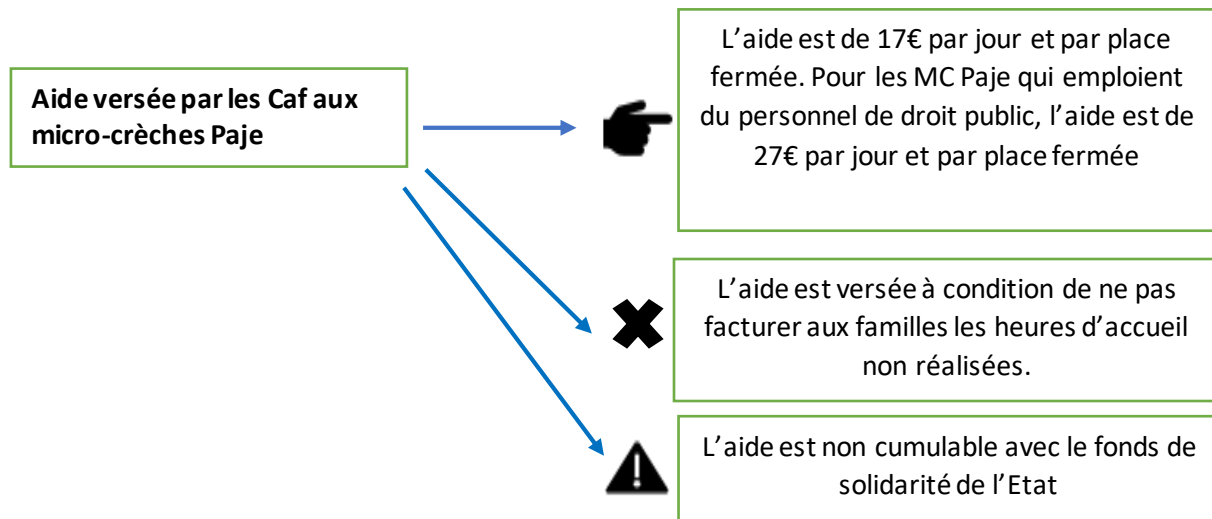 Aide versée par les Caf aux
micro-crèches Paje
L’aide est de 17€ par jour et par place
fermée. Pour les MC Paje qui emploient
du personnel de droit public, l’aide est de
27€ par jour et par place fermée
L’aide est versée à condition de ne pas
facturer aux familles les heures d’accueil
non réalisées.
L’aide est non cumulable avec le fonds de
solidarité de l’Etat